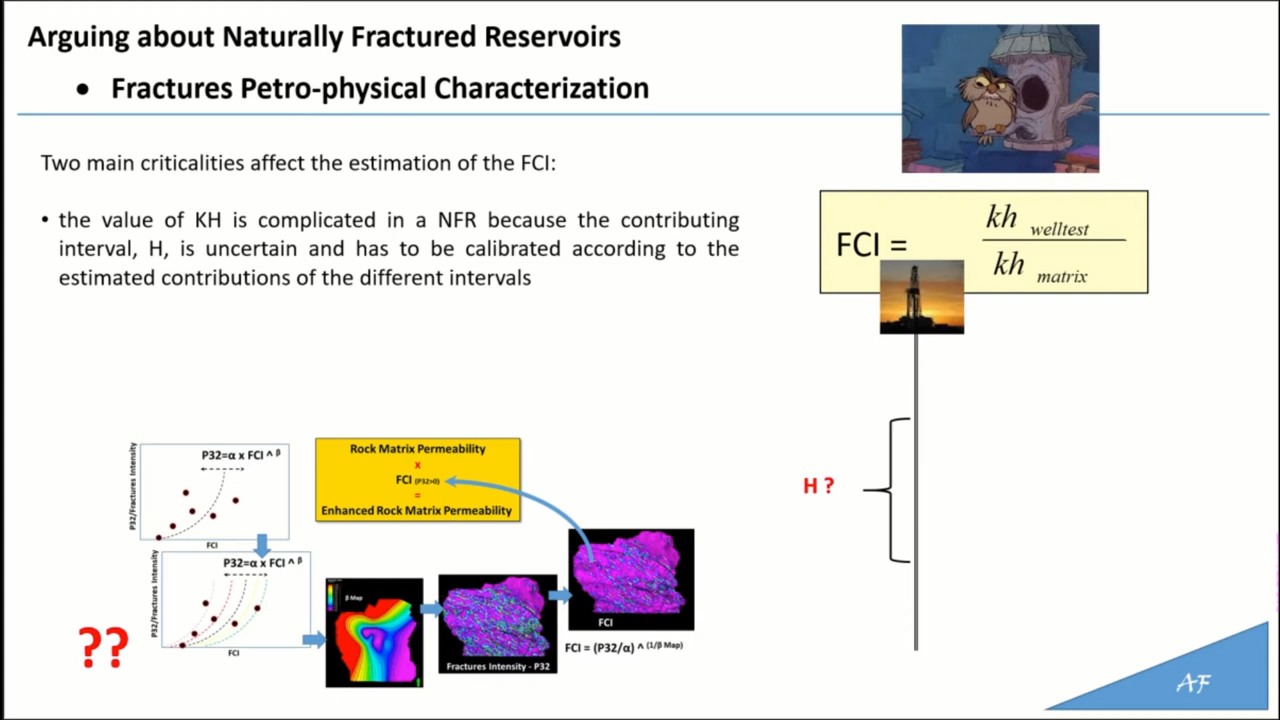 Arguing about Naturally Fractured Reservoirs
• Fractures Petro-physical Characterization
Two main criticalities affect the estimation of the FCI:
• the value of KH is complicated in a NFR because the contributing
interval, H, is uncertain and has to be calibrated according to the
estimated contributions of the different intervals
FCI =
kh welltest
kh matrix
H ?
P32/Fractures Intensity
P32=α x FCI ^ β
FCI
P32/Fractures Intensity
P32=α x FCI ^ β
FCI
??
Rock Matrix Permeability
x
FCI (P32>0)
=
Enhanced Rock Matrix Permeability
β Map
Fractures Intensity - P32
FCI
FCI = (P32/α) ^ (1/β Map)
AF